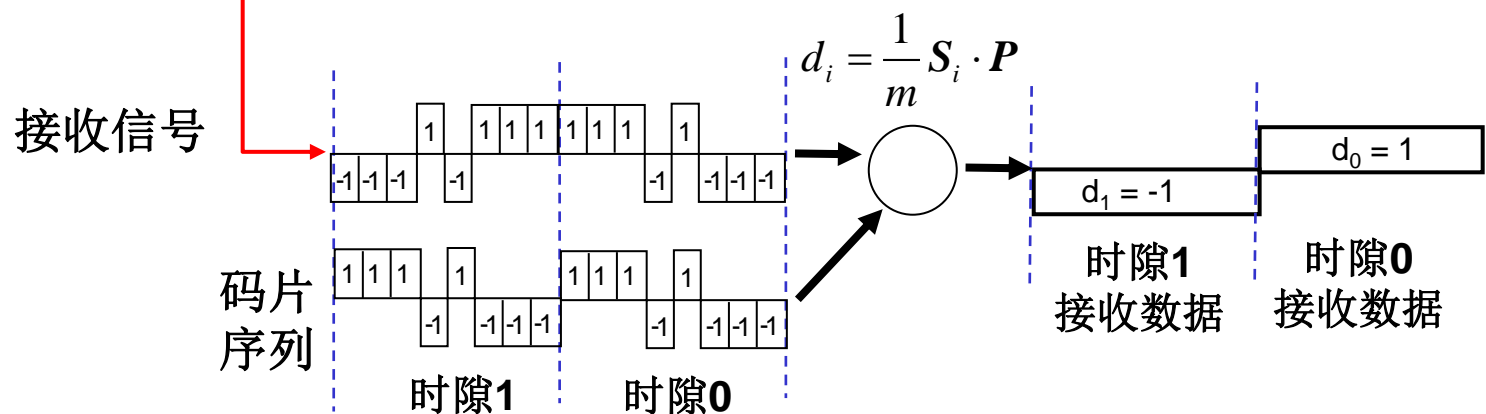 d_i = \frac{1}{m} S_i · P
接收信号
-1 -1 -1 1 -1 1 1 1 1 1 1 -1 1 -1 -1 -1
d₁ = -1
d₀ = 1
码片
序列
1 1 1 -1 1 -1 -1 -1 1 1 1 -1 1 -1 -1 -1
时隙1
接收数据
时隙0
接收数据
时隙1
时隙0